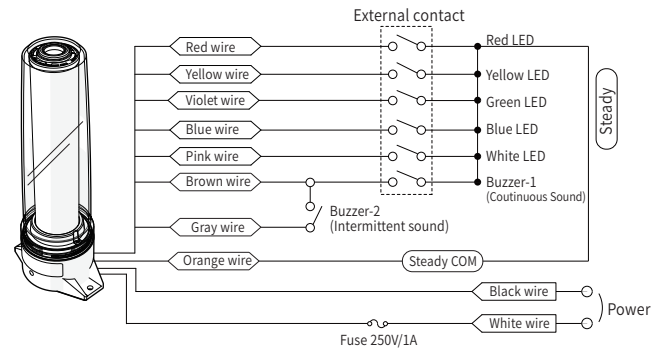 External contact
Red wire
Red LED
Yellow wire
Yellow LED
Violet wire
Green LED
Blue wire
Blue LED
Pink wire
White LED
Brown wire
Buzzer-1
(Coutinuous Sound)
Steady
Buzzer-2
(Intermittent sound)
Gray wire
Orange wire
Steady COM
Black wire
Power
White wire
Fuse 250V/1A